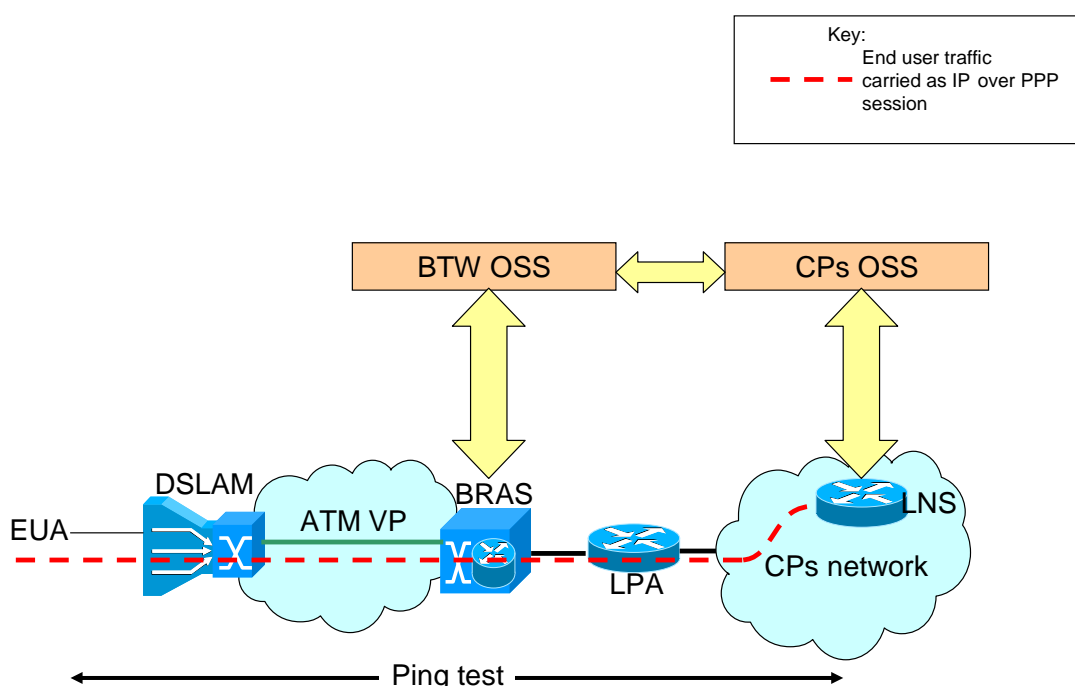 Key:
End user traffic
carried as IP over PPP
session
BTW OSS
CPs OSS
DSLAM
BRAS
LNS
EUA
ATM VP
LPA
CPs network
Ping test